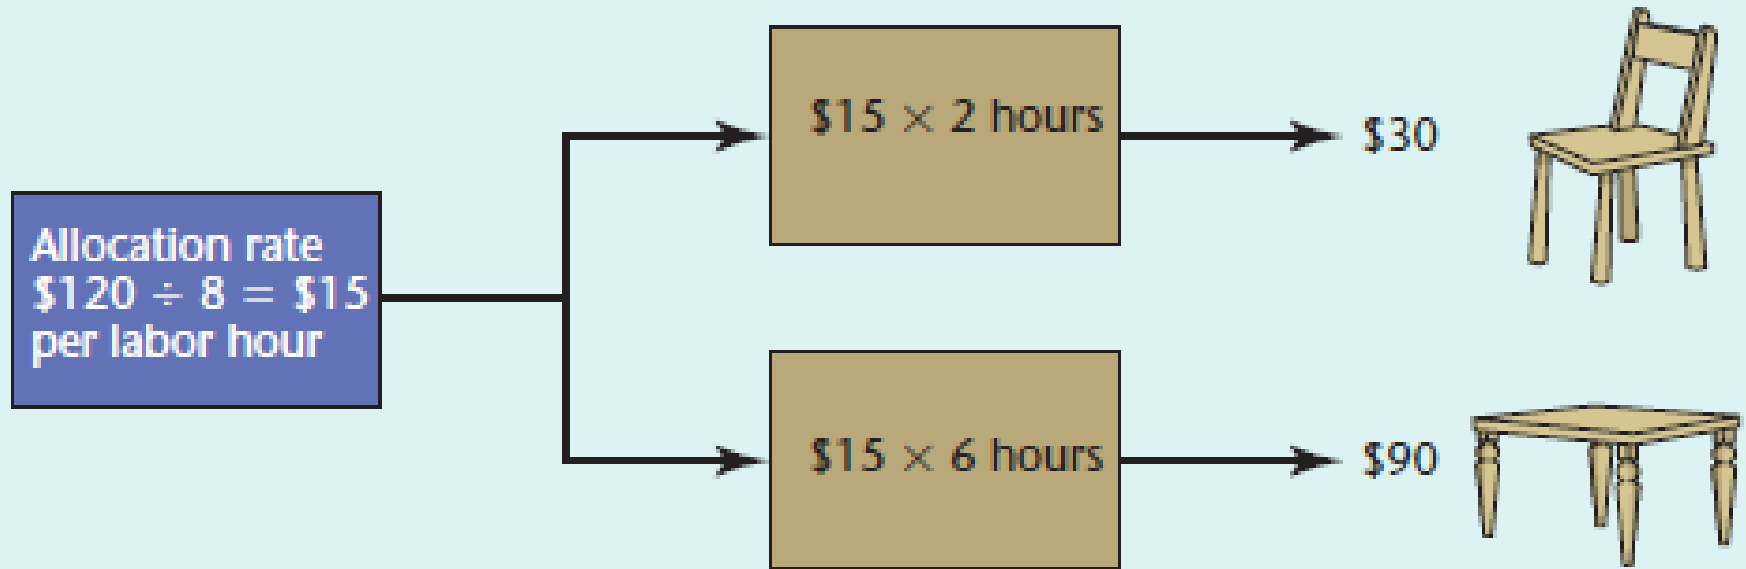 Allocation rate
$120 ÷ 8 = $15
per labor hour
$15 × 2 hours
$30
$15 × 6 hours
$90